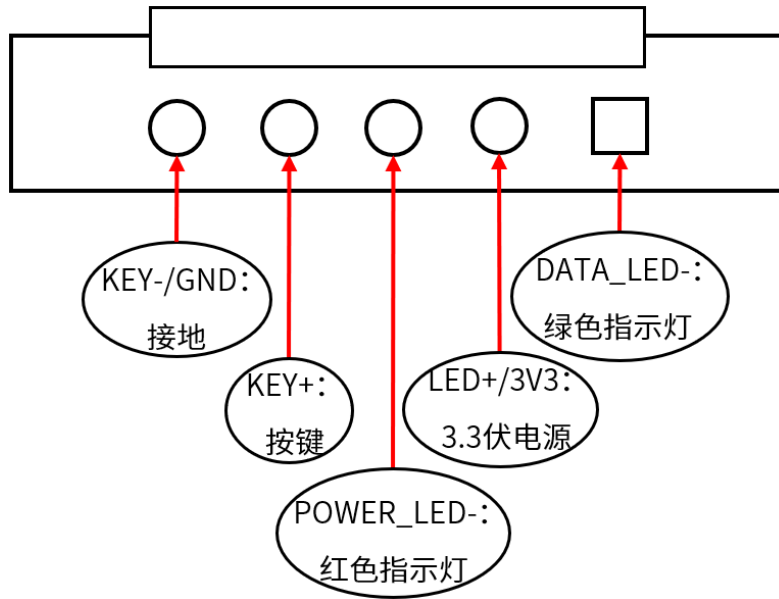 KEY-/GND：
接地
KEY+：
按键
POWER_LED-：
红色指示灯
LED+/3V3：
3.3伏电源
DATA_LED-：
绿色指示灯